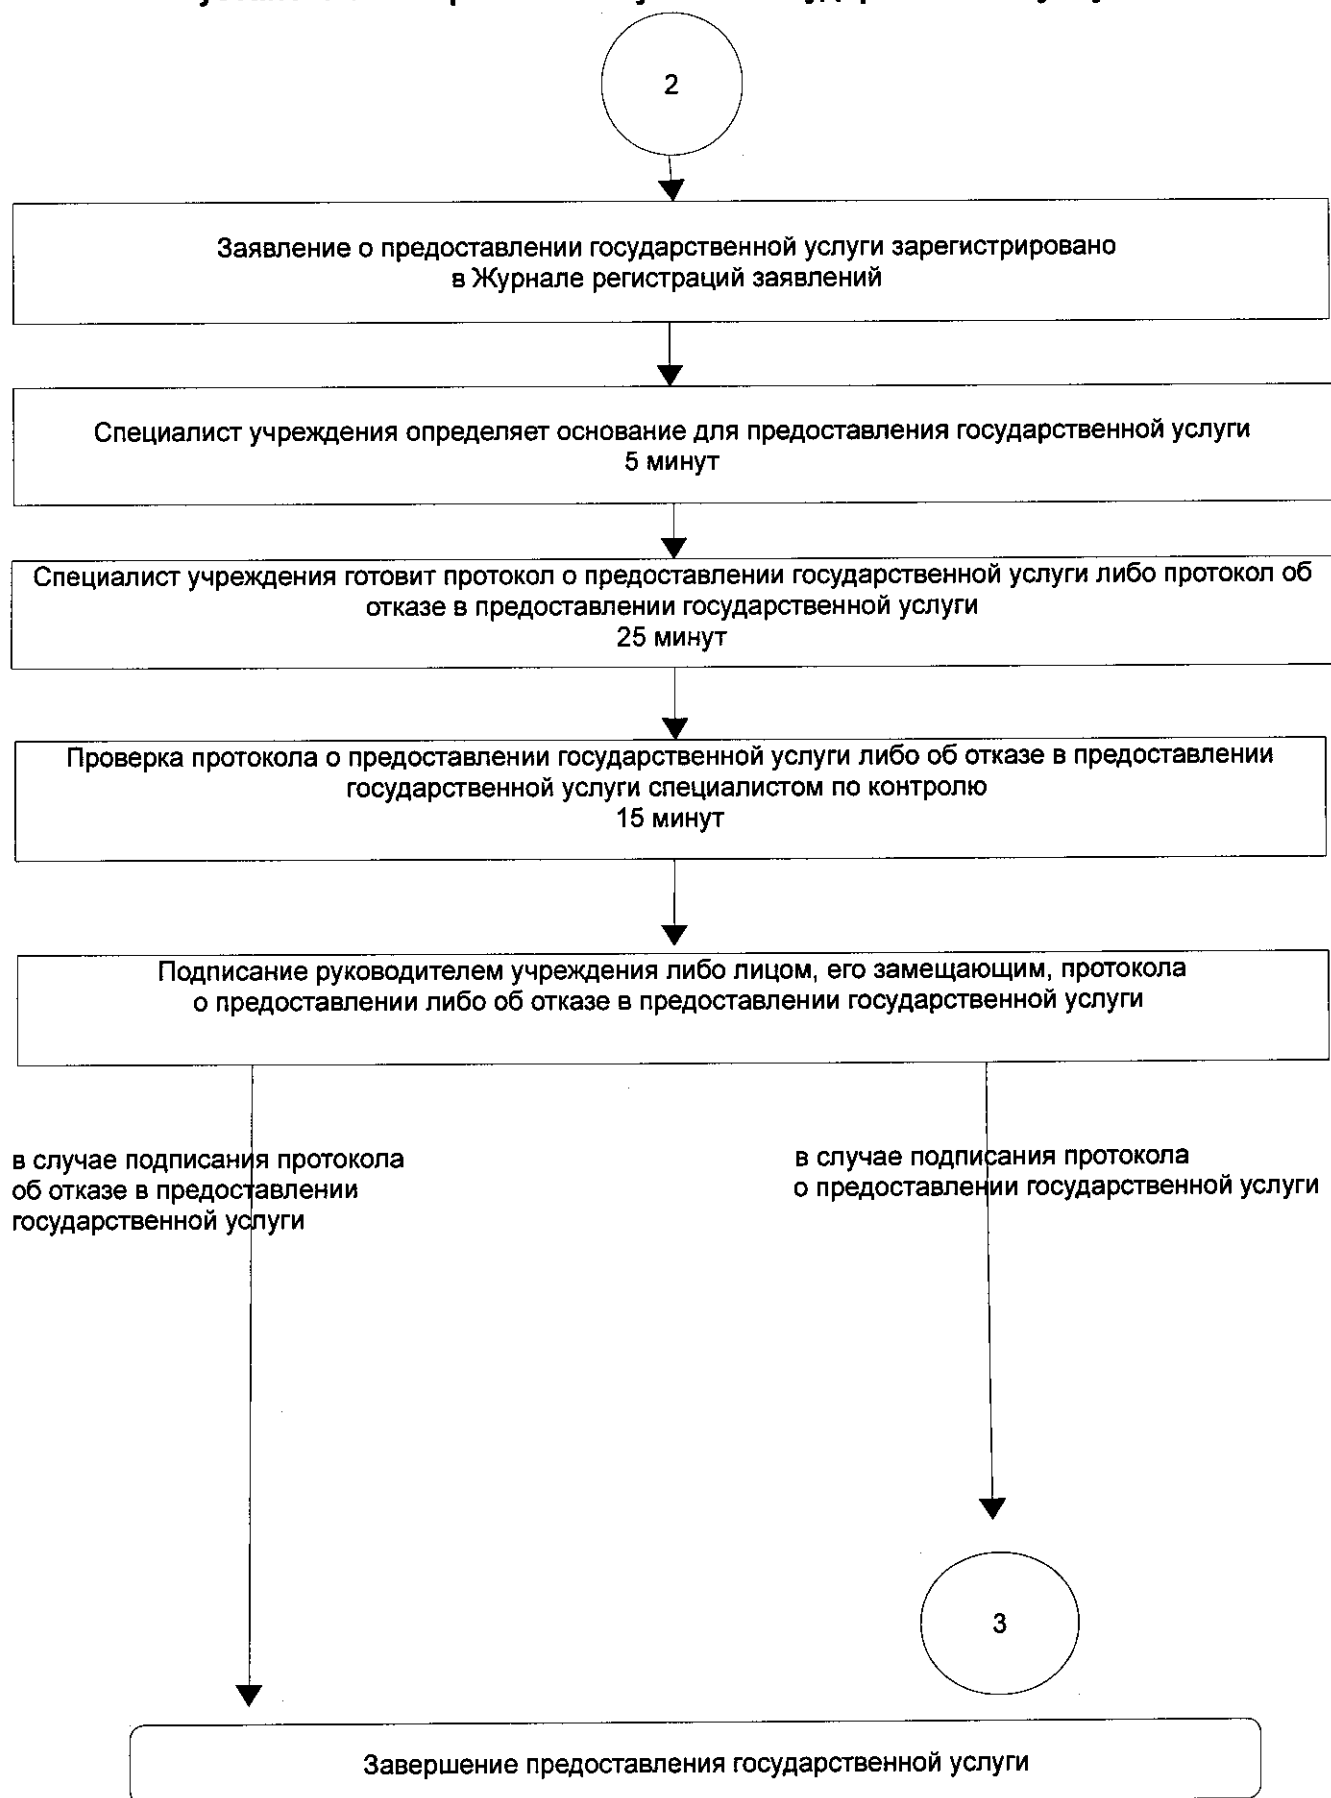 2
Заявление о предоставлении государственной услуги зарегистрировано
в Журнале регистраций заявлений
Специалист учреждения определяет основание для предоставления государственной услуги
5 минут
Специалист учреждения готовит протокол о предоставлении государственной услуги либо протокол об
отказе в предоставлении государственной услуги
25 минут
Проверка протокола о предоставлении государственной услуги либо об отказе в предоставлении
государственной услуги специалистом по контролю
15 минут
Подписание руководителем учреждения либо лицом, его замещающим, протокола
о предоставлении либо об отказе в предоставлении государственной услуги
в случае подписания протокола
об отказе в предоставлении
государственной услуги
в случае подписания протокола
о предоставлении государственной услуги
3
Завершение предоставления государственной услуги